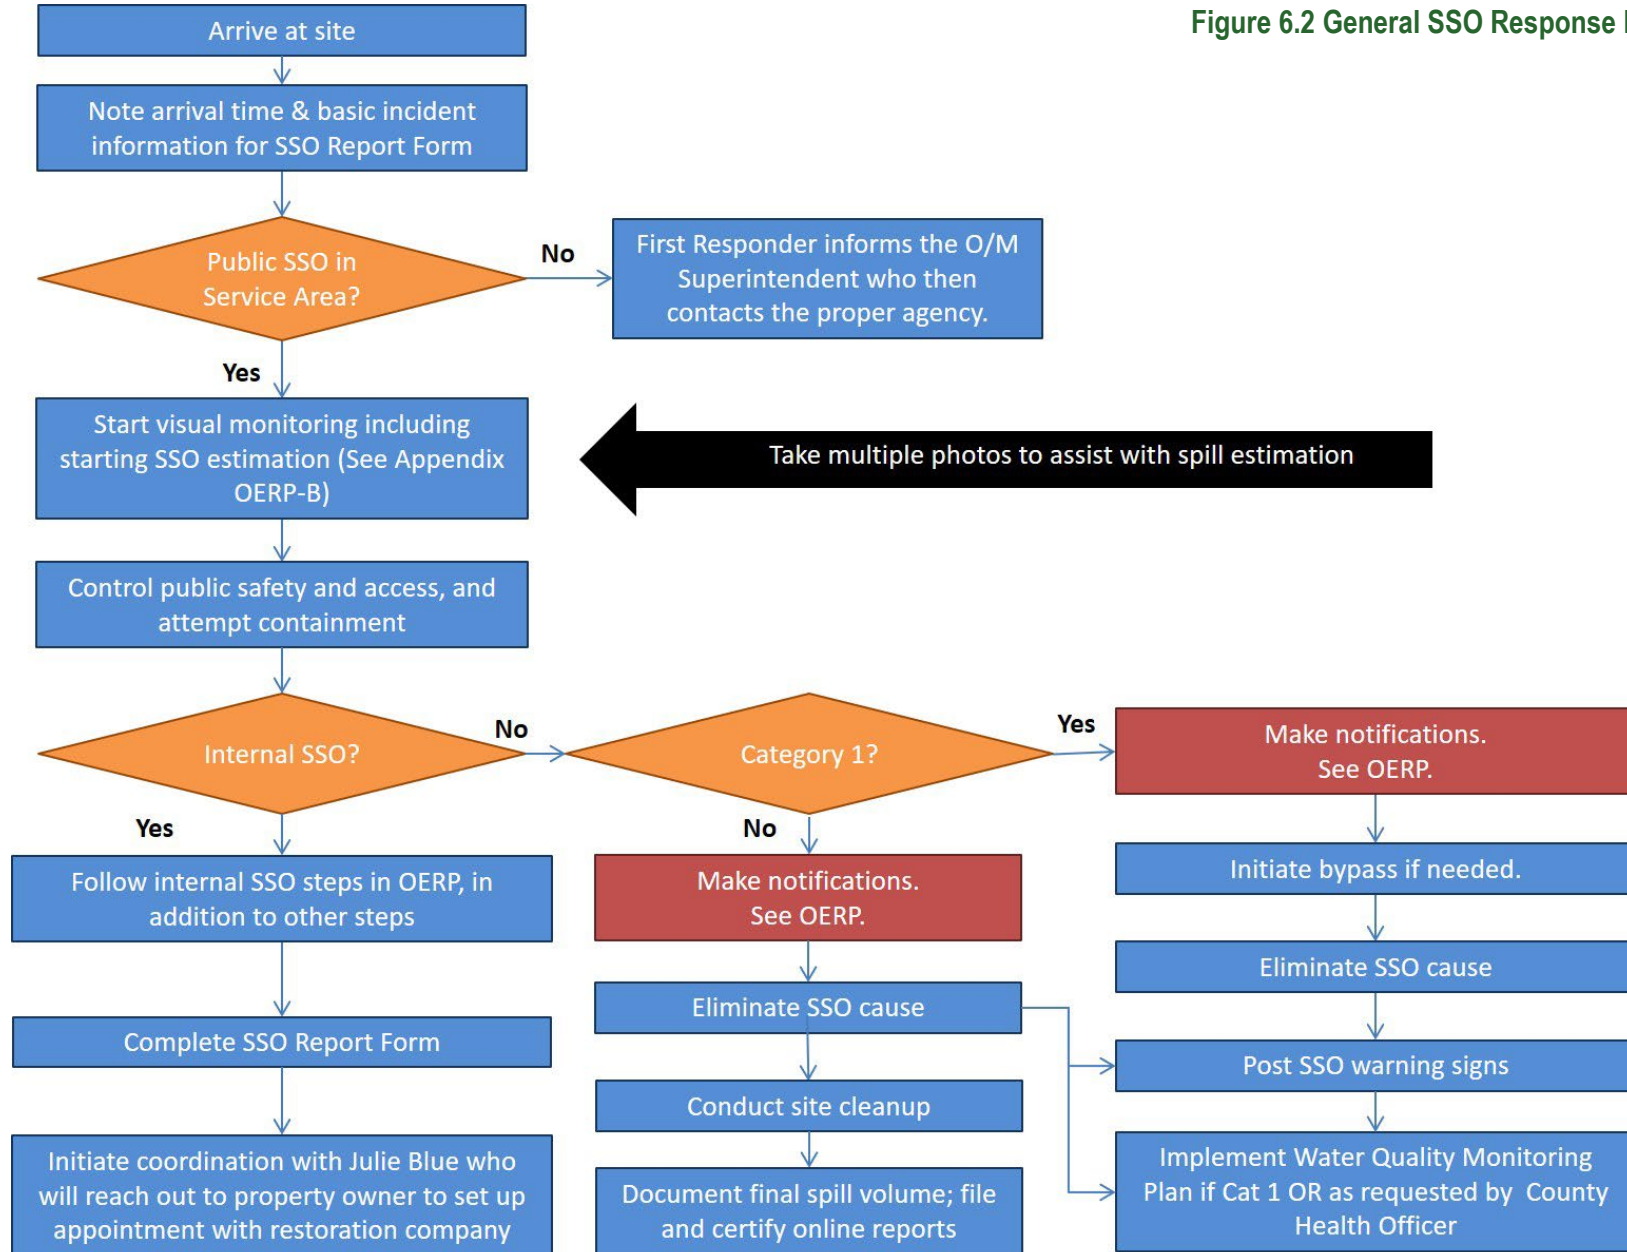 Figure 6.2 General SSO Response
Arrive at site
Note arrival time & basic incident
information for SSO Report Form
Public SSO in
Service Area?
No
First Responder informs the O/M
Superintendent who then
contacts the proper agency.
Yes
Start visual monitoring including
starting SSO estimation (See Appendix
OERP-B)
Take multiple photos to assist with spill estimation
Control public safety and access, and
attempt containment
Internal SSO?
No
Category 1?
Yes
Make notifications.
See OERP.
Yes
No
Follow internal SSO steps in OERP, in
addition to other steps
Make notifications.
See OERP.
Initiate bypass if needed.
Eliminate SSO cause
Eliminate SSO cause
Complete SSO Report Form
Post SSO warning signs
Conduct site cleanup
Initiate coordination with Julie Blue who
will reach out to property owner to set up
appointment with restoration company
Document final spill volume; file
and certify online reports
Implement Water Quality Monitoring
Plan if Cat 1 OR as requested by County
Health Officer